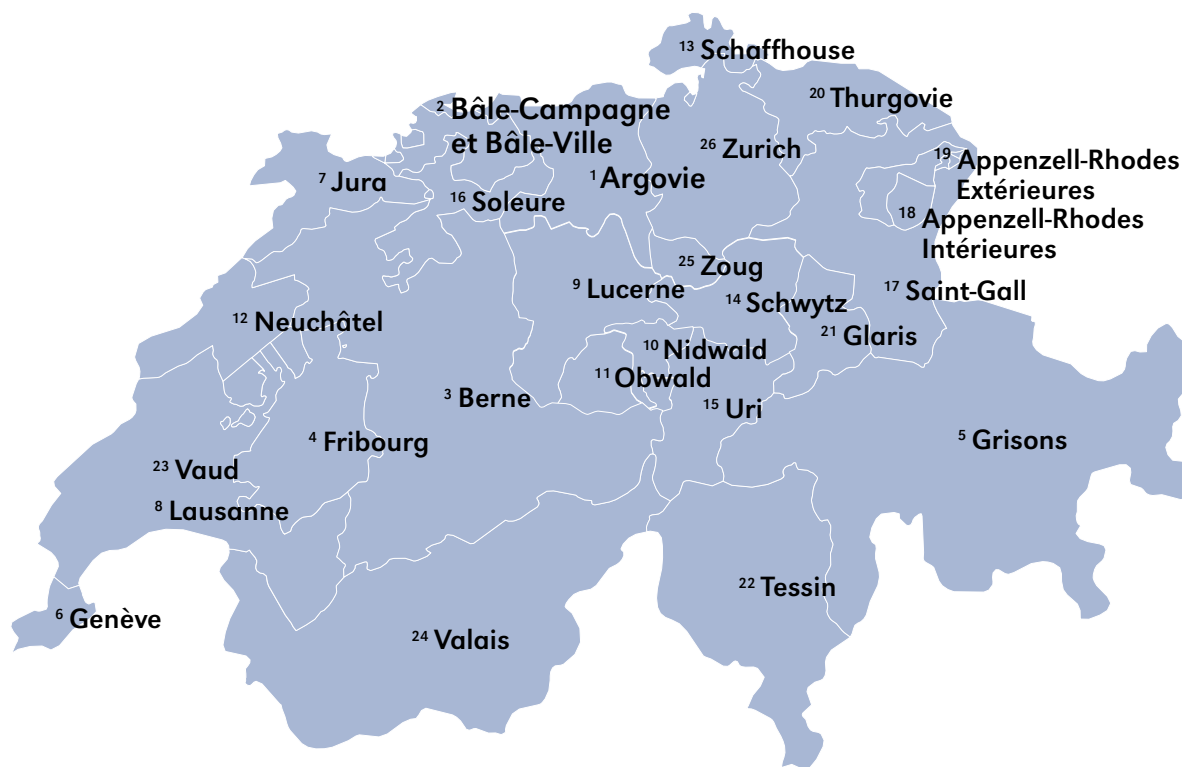 13 Schaffhouse
20 Thurgovie
2 Bâle-Campagne
et Bâle-Ville
26 Zurich
19 Appenzell-Rhodes
Extérieures
7 Jura
1 Argovie
16 Soleure
18 Appenzell-Rhodes
Intérieures
25 Zoug
9 Lucerne
17 Saint-Gall
14 Schwytz
12 Neuchâtel
21 Glaris
10 Nidwald
11 Obwald
3 Berne
15 Uri
4 Fribourg
5 Grisons
23 Vaud
8 Lausanne
22 Tessin
6 Genève
24 Valais